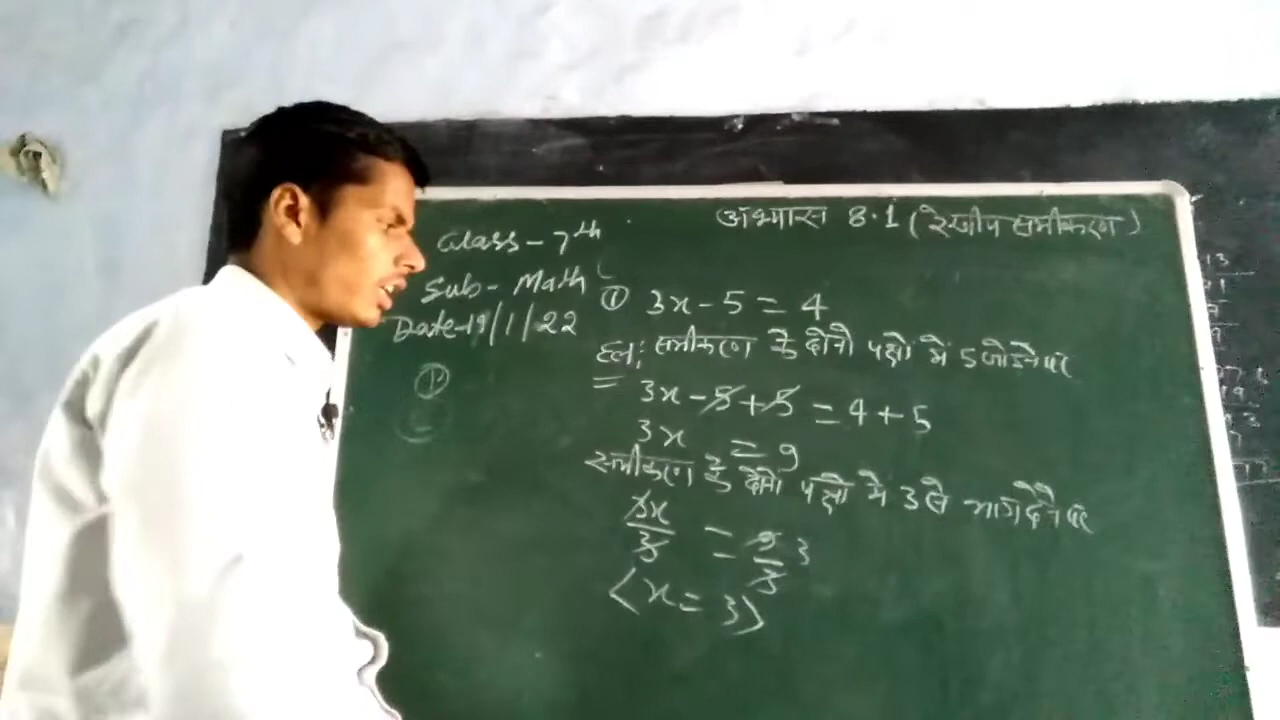 अभ्यास 8.1 (रेखीय समीकरण)
Class - 7th
Sub - Math
Date - 19/1/22
① 3x - 5 = 4
हल: समीकरण के दोनो पक्षो मे 5 जोडने पर
3x - 5 + 5 = 4 + 5
3x = 9
समीकरण के दोनो पक्षो मे 3 से भाग देने पर
3x/3 = 9/3 3
(x = 3)